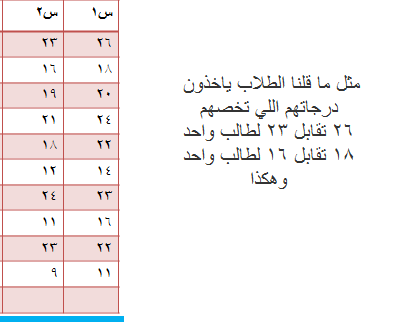 س١ س٢
٢٦ ٢٣
١٨ ١٦
٢٠ ١٩
٢٤ ٢١
٢٢ ١٨
١٤ ١٢
٢٣ ٢٤
١٦ ١١
٢٢ ٢٣
١١ ٩
مثل ما قلنا الطلاب ياخذون
درجاتهم اللي تخصهم
٢٦ تقابل ٢٣ لطالب واحد
١٨ تقابل ١٦ لطالب واحد
وهكذا